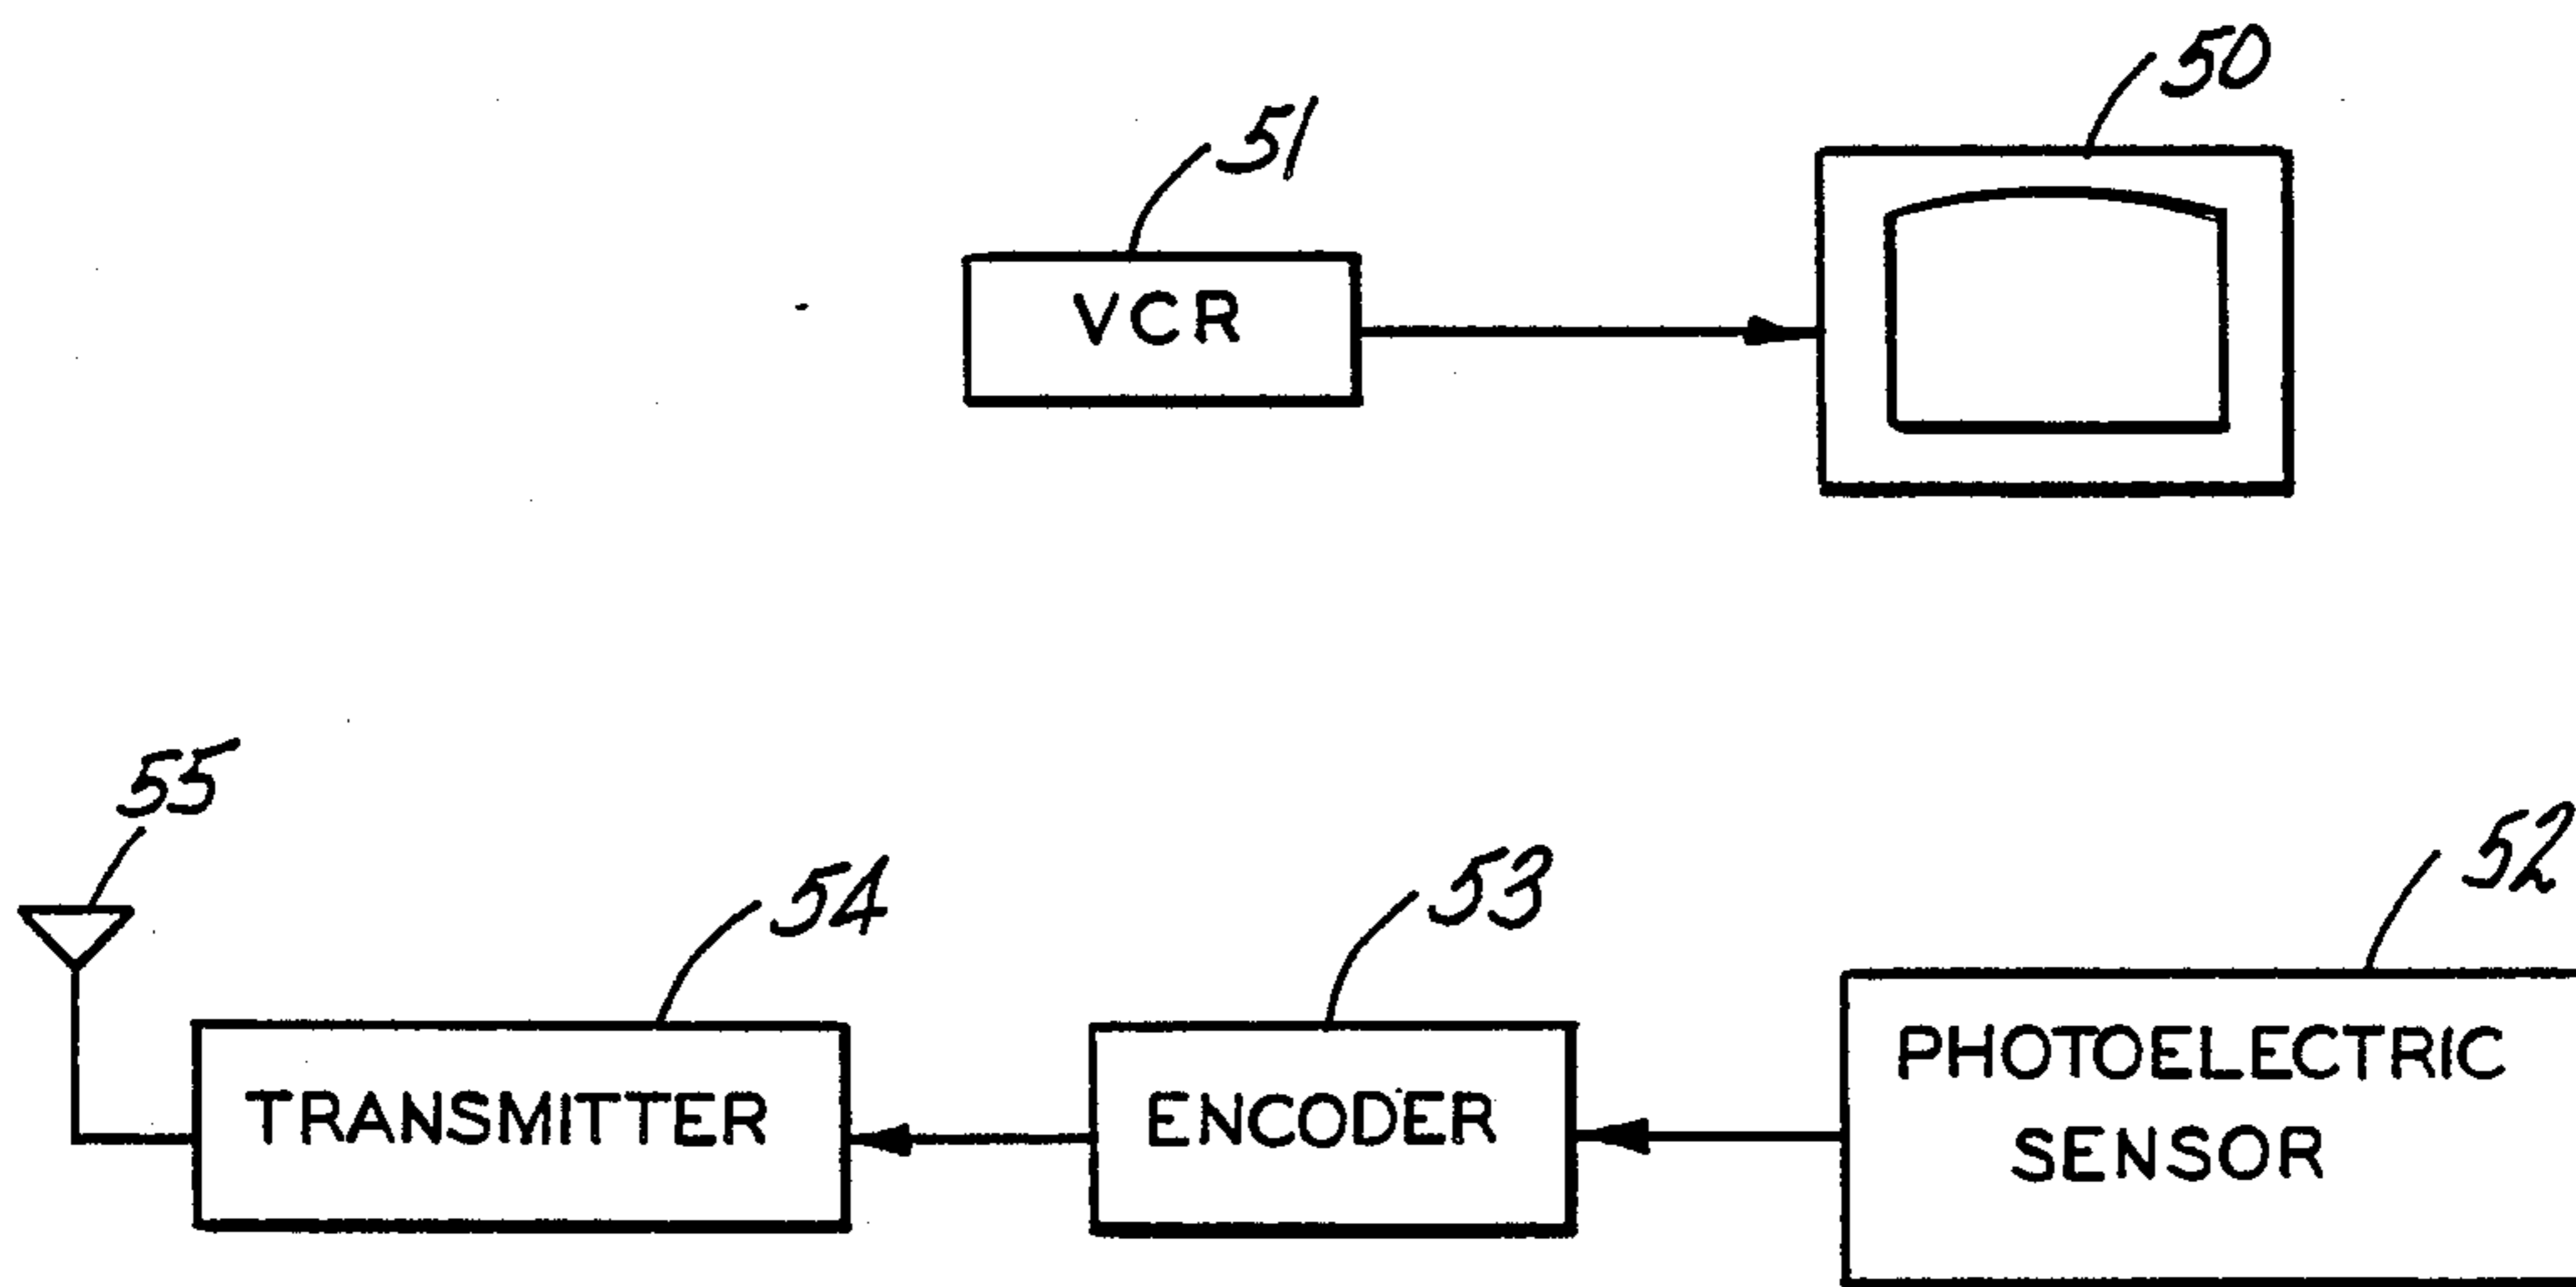 50
51
VCR
55
54
53
52
TRANSMITTER
ENCODER
PHOTOELECTRIC
SENSOR